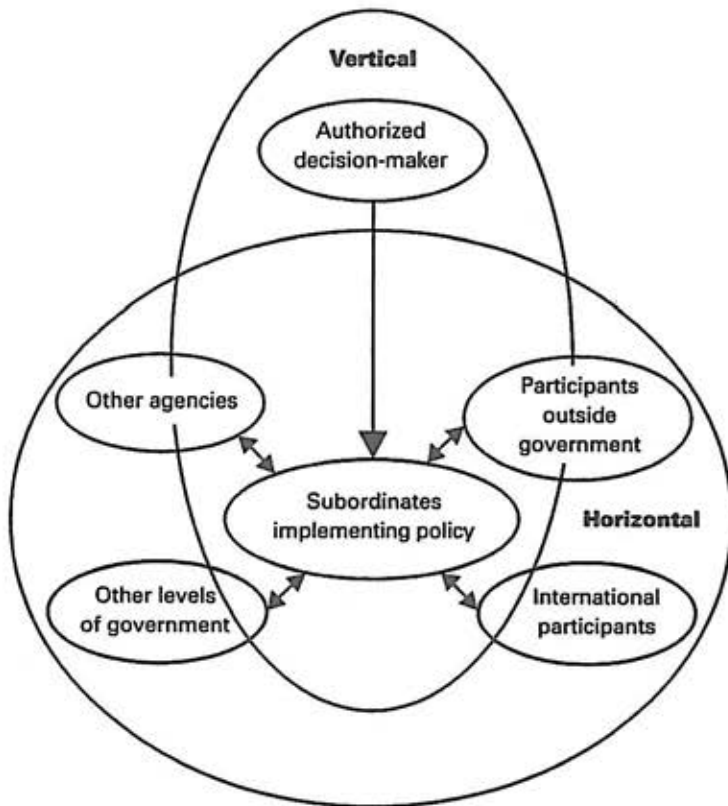 Vertical
Authorized
decision-maker
Other agencies
Participants
outside
government
Subordinates
implementing policy
Horizontal
Other levels
of government
International
participants